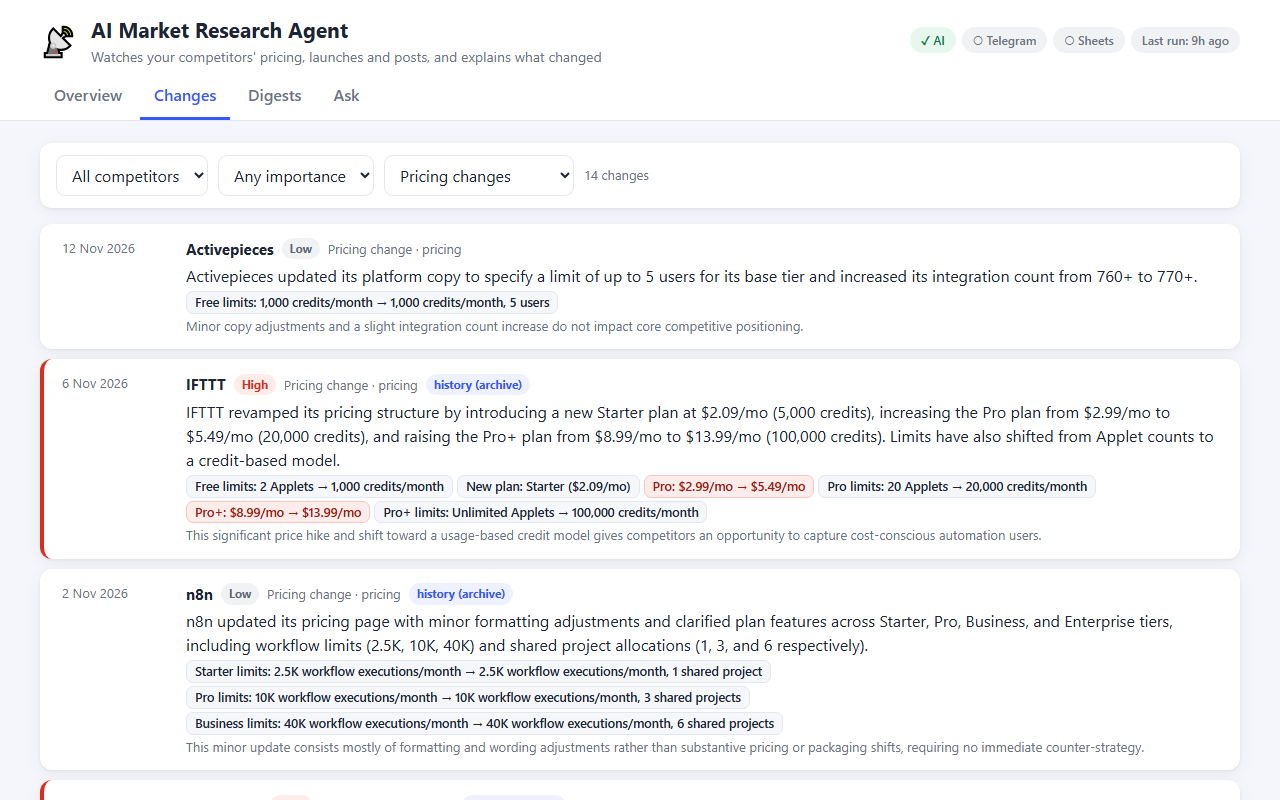 AI Market Research Agent
Watches your competitors' pricing, launches and posts, and explains what changed
✓ AI
○ Telegram
○ Sheets
Last run: 9h ago
Overview
Changes
Digests
Ask
All competitors
Any importance
Pricing changes
14 changes
12 Nov 2026
Activepieces Low Pricing change · pricing
Activepieces updated its platform copy to specify a limit of up to 5 users for its base tier and increased its integration count from 760+ to 770+.
Free limits: 1,000 credits/month → 1,000 credits/month, 5 users
Minor copy adjustments and a slight integration count increase do not impact core competitive positioning.
6 Nov 2026
IFTTT High Pricing change · pricing history (archive)
IFTTT revamped its pricing structure by introducing a new Starter plan at $2.09/mo (5,000 credits), increasing the Pro plan from $2.99/mo to
$5.49/mo (20,000 credits), and raising the Pro+ plan from $8.99/mo to $13.99/mo (100,000 credits). Limits have also shifted from Applet counts to
a credit-based model.
Free limits: 2 Applets → 1,000 credits/month New plan: Starter ($2.09/mo) Pro: $2.99/mo → $5.49/mo Pro limits: 20 Applets → 20,000 credits/month
Pro+: $8.99/mo → $13.99/mo Pro+ limits: Unlimited Applets → 100,000 credits/month
This significant price hike and shift toward a usage-based credit model gives competitors an opportunity to capture cost-conscious automation users.
2 Nov 2026
n8n Low Pricing change · pricing history (archive)
n8n updated its pricing page with minor formatting adjustments and clarified plan features across Starter, Pro, Business, and Enterprise tiers,
including workflow limits (2.5K, 10K, 40K) and shared project allocations (1, 3, and 6 respectively).
Starter limits: 2.5K workflow executions/month → 2.5K workflow executions/month, 1 shared project
Pro limits: 10K workflow executions/month → 10K workflow executions/month, 3 shared projects
Business limits: 40K workflow executions/month → 40K workflow executions/month, 6 shared projects
This minor update consists mostly of formatting and wording adjustments rather than substantive pricing or packaging shifts, requiring no immediate counter-strategy.